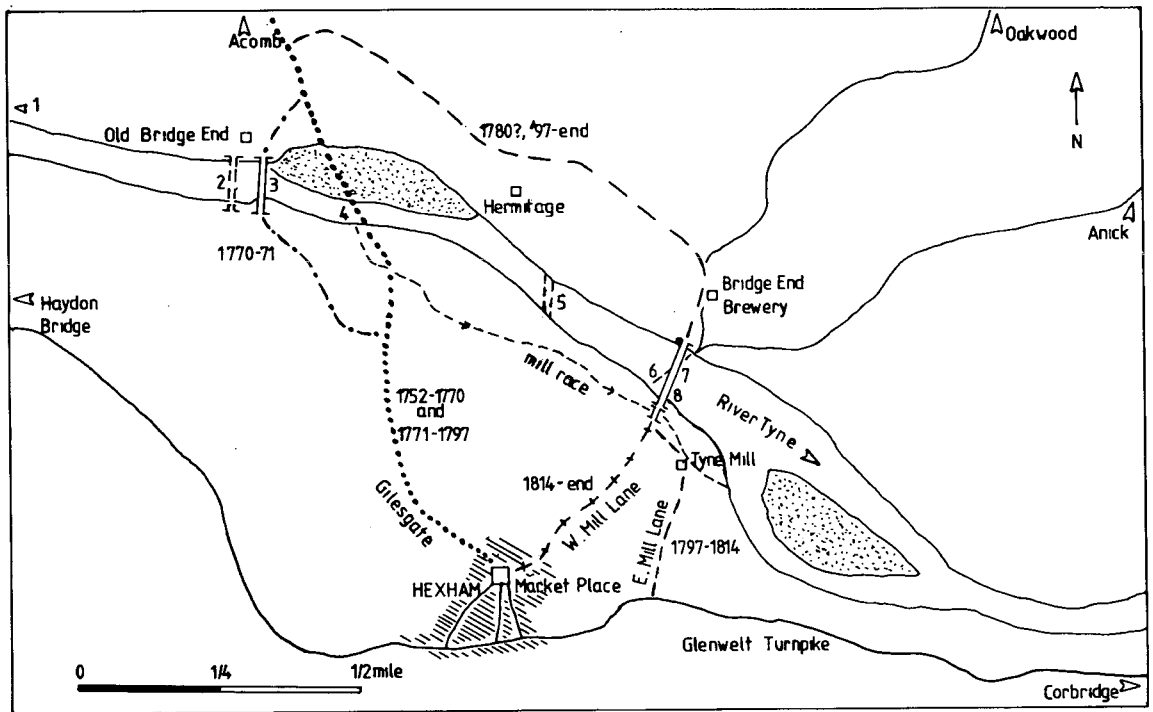 Acomb
Oakwood
1
N
Old Bridge End
1780?, '97-end
2
3
4
Hermitage
Anick
1770-71
Haydon
Bridge
5
Bridge End
Brewery
6
7
8
mill race
River Tyne
1752-1770
and
1771-1797
Tyne Mill
1814-end
W. Mill Lane
Gilesgate
E. Mill Lane
1797-1814
HEXHAM
Market Place
Glenwelt Turnpike
0 1/4 1/2 mile
Corbridge